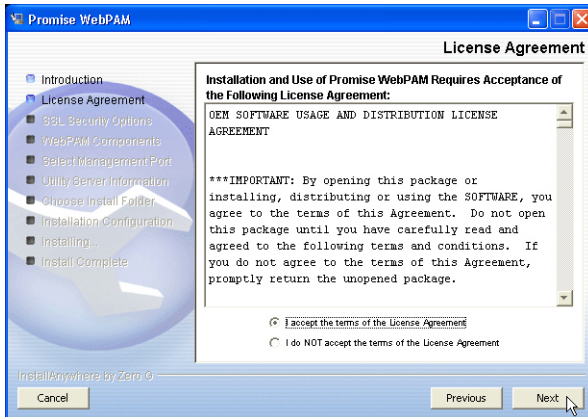 Promise WebPAM
License Agreement
Introduction
License Agreement
SSL Security Options
WebPAM Components
Select Management Port
Utility Server Information
Choose Install Folder
Installation Configuration
Installing...
Install Complete
Installation and Use of Promise WebPAM Requires Acceptance of
the Following License Agreement:
OEM SOFTWARE USAGE AND DISTRIBUTION LICENSE
AGREEMENT
***IMPORTANT: By opening this package or
installing, distributing or using the SOFTWARE, you
agree to the terms of this Agreement. Do not open
this package until you have carefully read and
agreed to the following terms and conditions. If
you do not agree to the terms of this Agreement,
promptly return the unopened package.
I accept the terms of the License Agreement
I do NOT accept the terms of the License Agreement
InstallAnywhere by Zero G
Cancel
Previous
Next